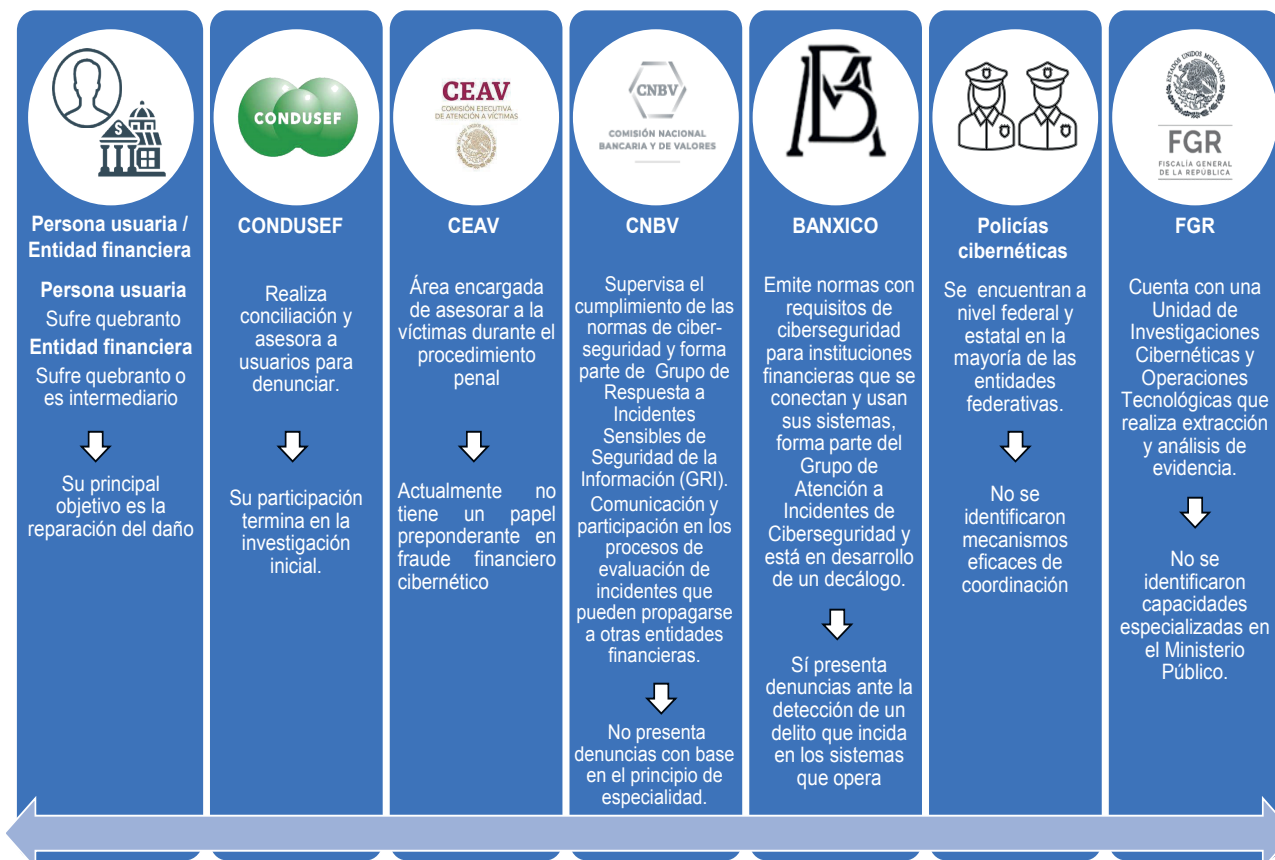 CONDUSEF
CEAV
COMISIÓN EJECUTIVA
DE ATENCIÓN A VÍCTIMAS
CNBV
COMISIÓN NACIONAL
BANCARIA Y DE VALORES
ESTADOS UNIDOS MEXICANOS
FGR
FISCALÍA GENERAL
DE LA REPÚBLICA
Persona usuaria /
Entidad financiera
Persona usuaria
Sufre quebranto
Entidad financiera
Sufre quebranto o
es intermediario
Su principal
objetivo es la
reparación del daño
CONDUSEF
Realiza
conciliación y
asesora a
usuarios para
denunciar.
Su participación
termina en la
investigación
inicial.
CEAV
Área encargada
de asesorar a la
víctimas durante el
procedimiento
penal
Actualmente no
tiene un papel
preponderante en
fraude financiero
cibernético
CNBV
Supervisa el
cumplimiento de las
normas de ciber-
seguridad y forma
parte de Grupo de
Respuesta a
Incidentes
Sensibles de
Seguridad de la
Información (GRI).
Comunicación y
participación en los
procesos de
evaluación de
incidentes que
pueden propagarse
a otras entidades
financieras.
No presenta
denuncias con base
en el principio de
especialidad.
BANXICO
Emite normas con
requisitos de
ciberseguridad
para instituciones
financieras que se
conectan y usan
sus sistemas,
forma parte del
Grupo de
Atención a
Incidentes de
Ciberseguridad y
está en desarrollo
de un decálogo.
Sí presenta
denuncias ante la
detección de un
delito que incida
en los sistemas
que opera
Policías
cibernéticas
Se encuentran a
nivel federal y
estatal en la
mayoría de las
entidades
federativas.
No se
identificaron
mecanismos
eficaces de
coordinación
FGR
Cuenta con una
Unidad de
Investigaciones
Cibernéticas y
Operaciones
Tecnológicas que
realiza extracción
y análisis de
evidencia.
No se
identificaron
capacidades
especializadas en
el Ministerio
Público.